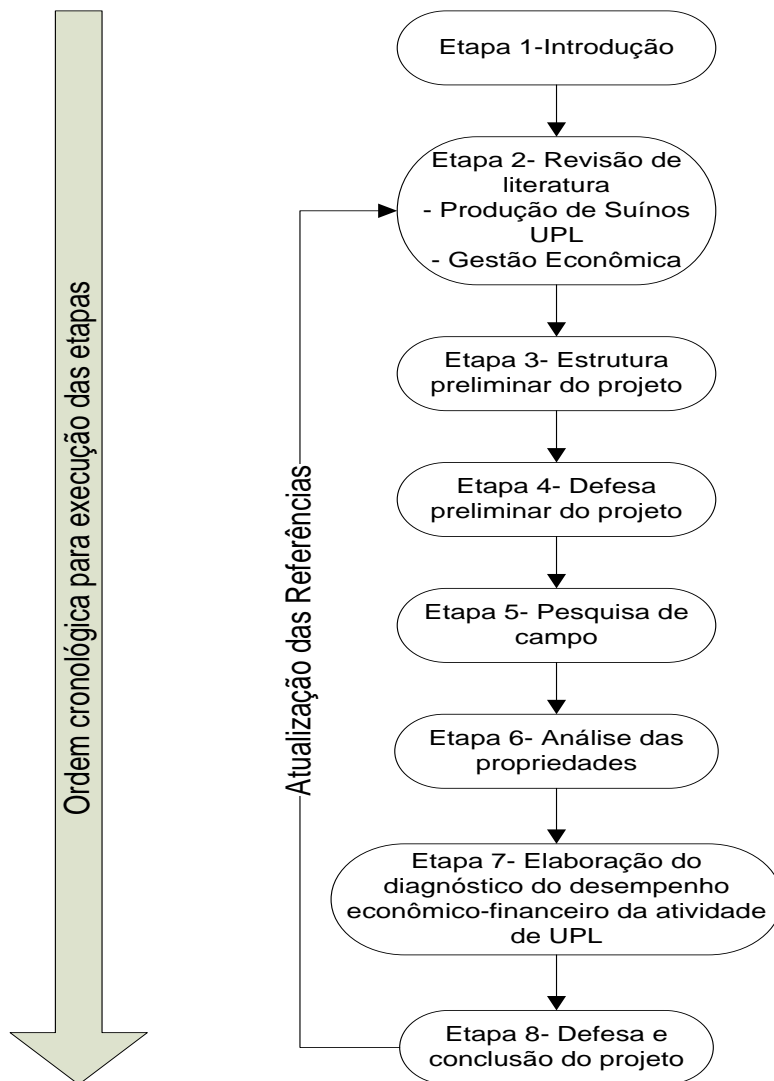 Ordem cronológica para execução das etapas
Atualização das Referências
Etapa 1-Introdução
Etapa 2- Revisão de
literatura
- Produção de Suínos
UPL
- Gestão Econômica
Etapa 3- Estrutura
preliminar do projeto
Etapa 4- Defesa
preliminar do projeto
Etapa 5- Pesquisa de
campo
Etapa 6- Análise das
propriedades
Etapa 7- Elaboração do
diagnóstico do desempenho
econômico-financeiro da atividade
de UPL
Etapa 8- Defesa e
conclusão do projeto